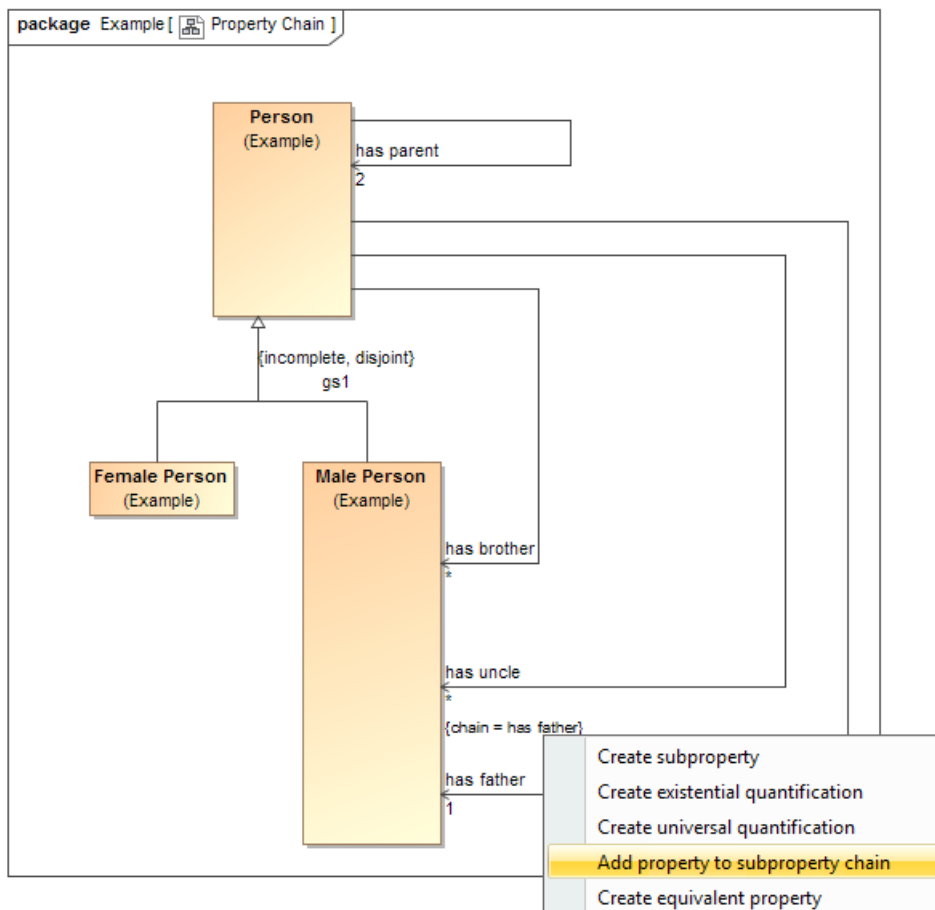 package Example [ Property Chain ]
Person
(Example)
has parent
2
{incomplete, disjoint}
gs1
Female Person
(Example)
Male Person
(Example)
has brother
*
has uncle
*
{chain = has father}
has father
1
Create subproperty
Create existential quantification
Create universal quantification
Add property to subproperty chain
Create equivalent property